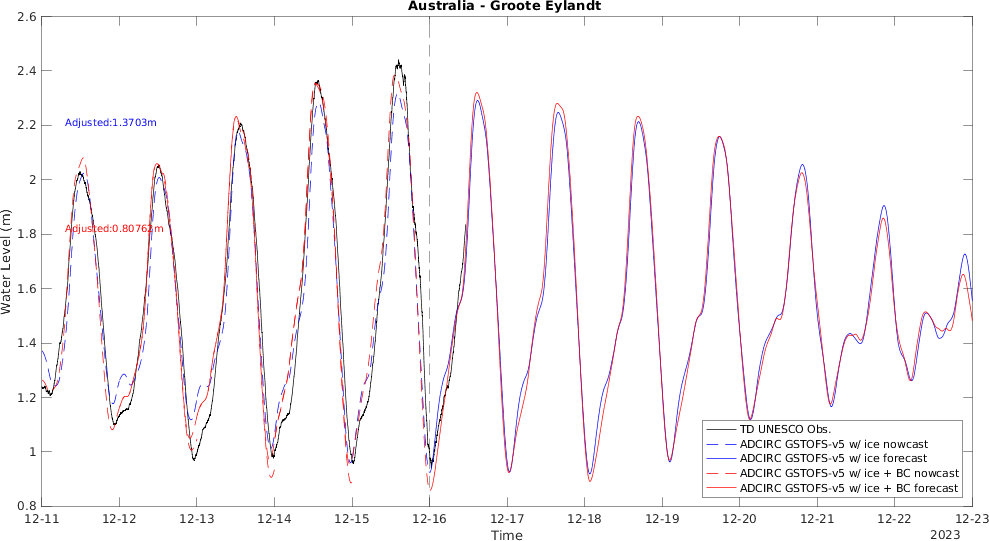 Australia - Groote Eylandt
2.6
2.4
2.2
2
1.8
1.6
1.4
1.2
1
0.8
Water Level (m)
Adjusted:1.3703m
Adjusted:0.80762m
TD UNESCO Obs.
ADCIRC GSTOFS-v5 w/ ice nowcast
ADCIRC GSTOFS-v5 w/ ice forecast
ADCIRC GSTOFS-v5 w/ ice + BC nowcast
ADCIRC GSTOFS-v5 w/ ice + BC forecast
12-11 12-12 12-13 12-14 12-15 12-16 12-17 12-18 12-19 12-20 12-21 12-22 12-23
Time
2023